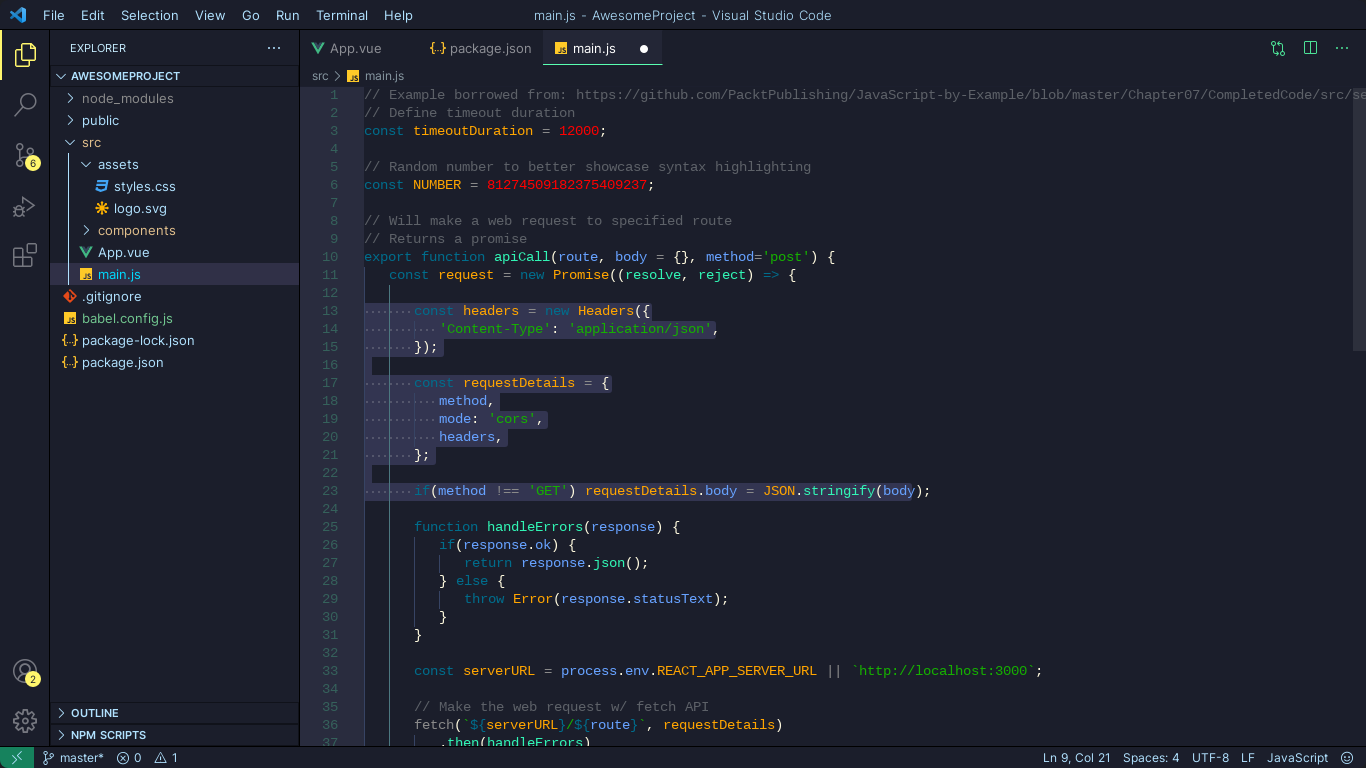 File Edit Selection View Go Run Terminal Help
main.js - AwesomeProject - Visual Studio Code
EXPLORER
AWESOMEPROJECT
node_modules
public
src
assets
styles.css
logo.svg
components
App.vue
main.js
.gitignore
babel.config.js
package-lock.json
package.json
OUTLINE
NPM SCRIPTS
6
2
App.vue package.json main.js
src main.js
1 // Example borrowed from: https://github.com/PacktPublishing/JavaScript-by-Example/blob/master/Chapter07/CompletedCode/src/se
2 // Define timeout duration
3 const timeoutDuration = 12000;
4
5 // Random number to better showcase syntax highlighting
6 const NUMBER = 81274509182375409237;
7
8 // Will make a web request to specified route
9 // Returns a promise
10 export function apiCall(route, body = {}, method='post') {
11 const request = new Promise((resolve, reject) => {
12
13 const headers = new Headers({
14 'Content-Type': 'application/json',
15 });
16
17 const requestDetails = {
18 method,
19 mode: 'cors',
20 headers,
21 };
22
23 if(method !== 'GET') requestDetails.body = JSON.stringify(body);
24
25 function handleErrors(response) {
26 if(response.ok) {
27 return response.json();
28 } else {
29 throw Error(response.statusText);
30 }
31 }
32
33 const serverURL = process.env.REACT_APP_SERVER_URL || `http://localhost:3000`;
34
35 // Make the web request w/ fetch API
36 fetch(`${serverURL}/${route}`, requestDetails)
37 .then(handleErrors)
master* 0 1 Ln 9, Col 21 Spaces: 4 UTF-8 LF JavaScript